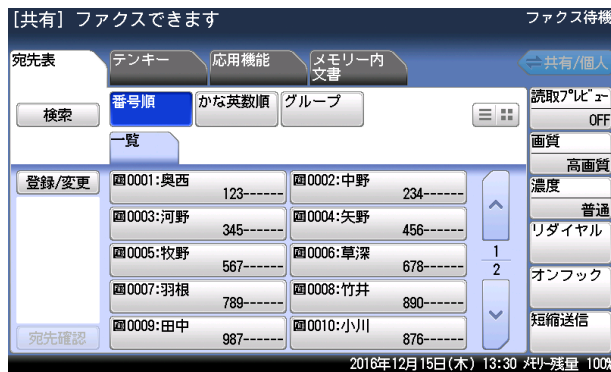 [共有] ファクスできます
ファクス待機
宛先表
テンキー
応用機能
メモリー内
文書
共有/個人
検索
番号順
かな英数順
グループ
一覧
読取プレビュー
OFF
画質
高画質
濃度
普通
リダイヤル
オンフック
短縮送信
登録/変更
0001:奥西
123------
0002:中野
234------
0003:河野
345------
0004:矢野
456------
0005:牧野
567------
0006:草深
678------
0007:羽根
789------
0008:竹井
890------
0009:田中
987------
0010:小川
876------
1
2
宛先確認
2016年12月15日(木) 13:30 メモリー残量 100%